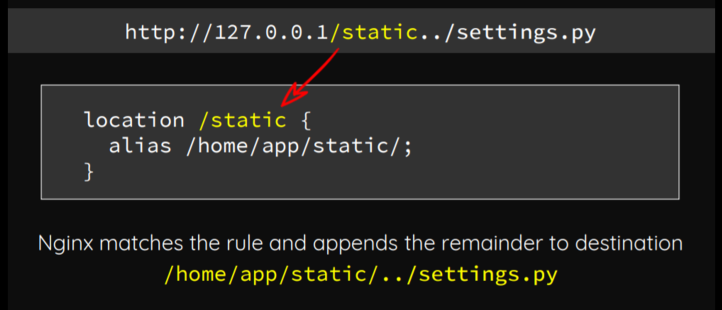 http://127.0.0.1/static../settings.py
location /static {
alias /home/app/static/;
}
Nginx matches the rule and appends the remainder to destination
/home/app/static/../settings.py